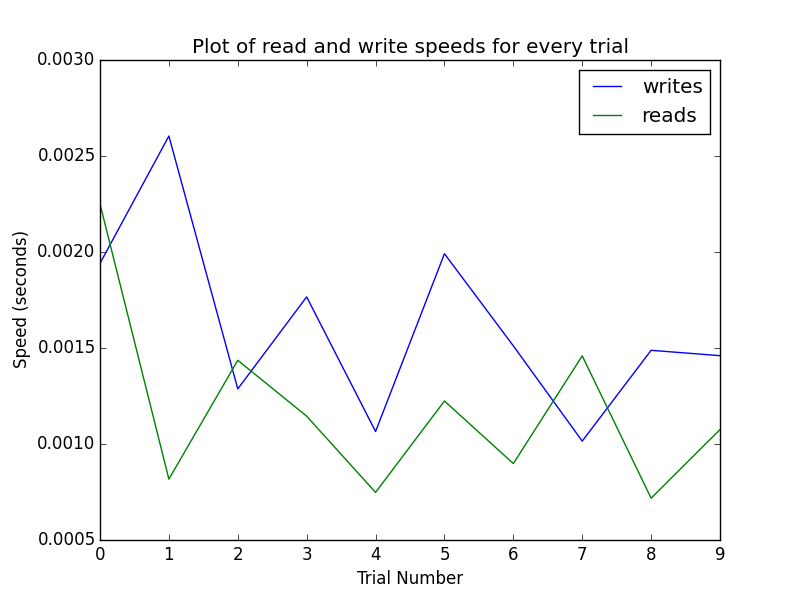 Plot of read and write speeds for every trial
writes
reads
0.0030
0.0025
0.0020
0.0015
0.0010
0.0005
Speed (seconds)
0 1 2 3 4 5 6 7 8 9
Trial Number